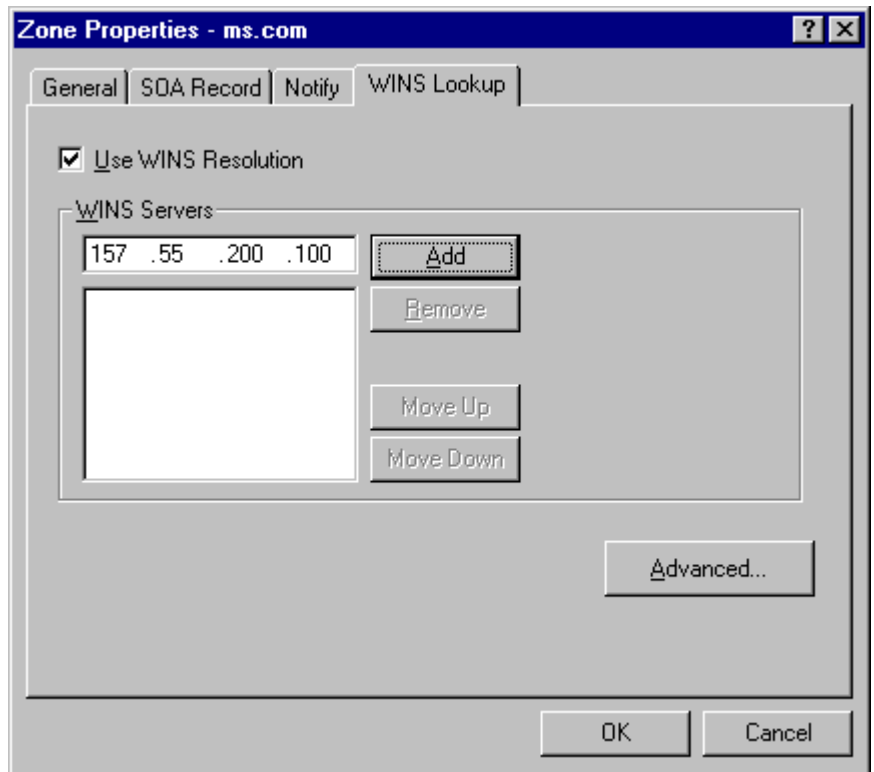 Zone Properties - ms.com
General SOA Record Notify WINS Lookup
Use WINS Resolution
WINS Servers
157 .55 .200 .100 Add
Remove
Move Up
Move Down
Advanced...
OK Cancel